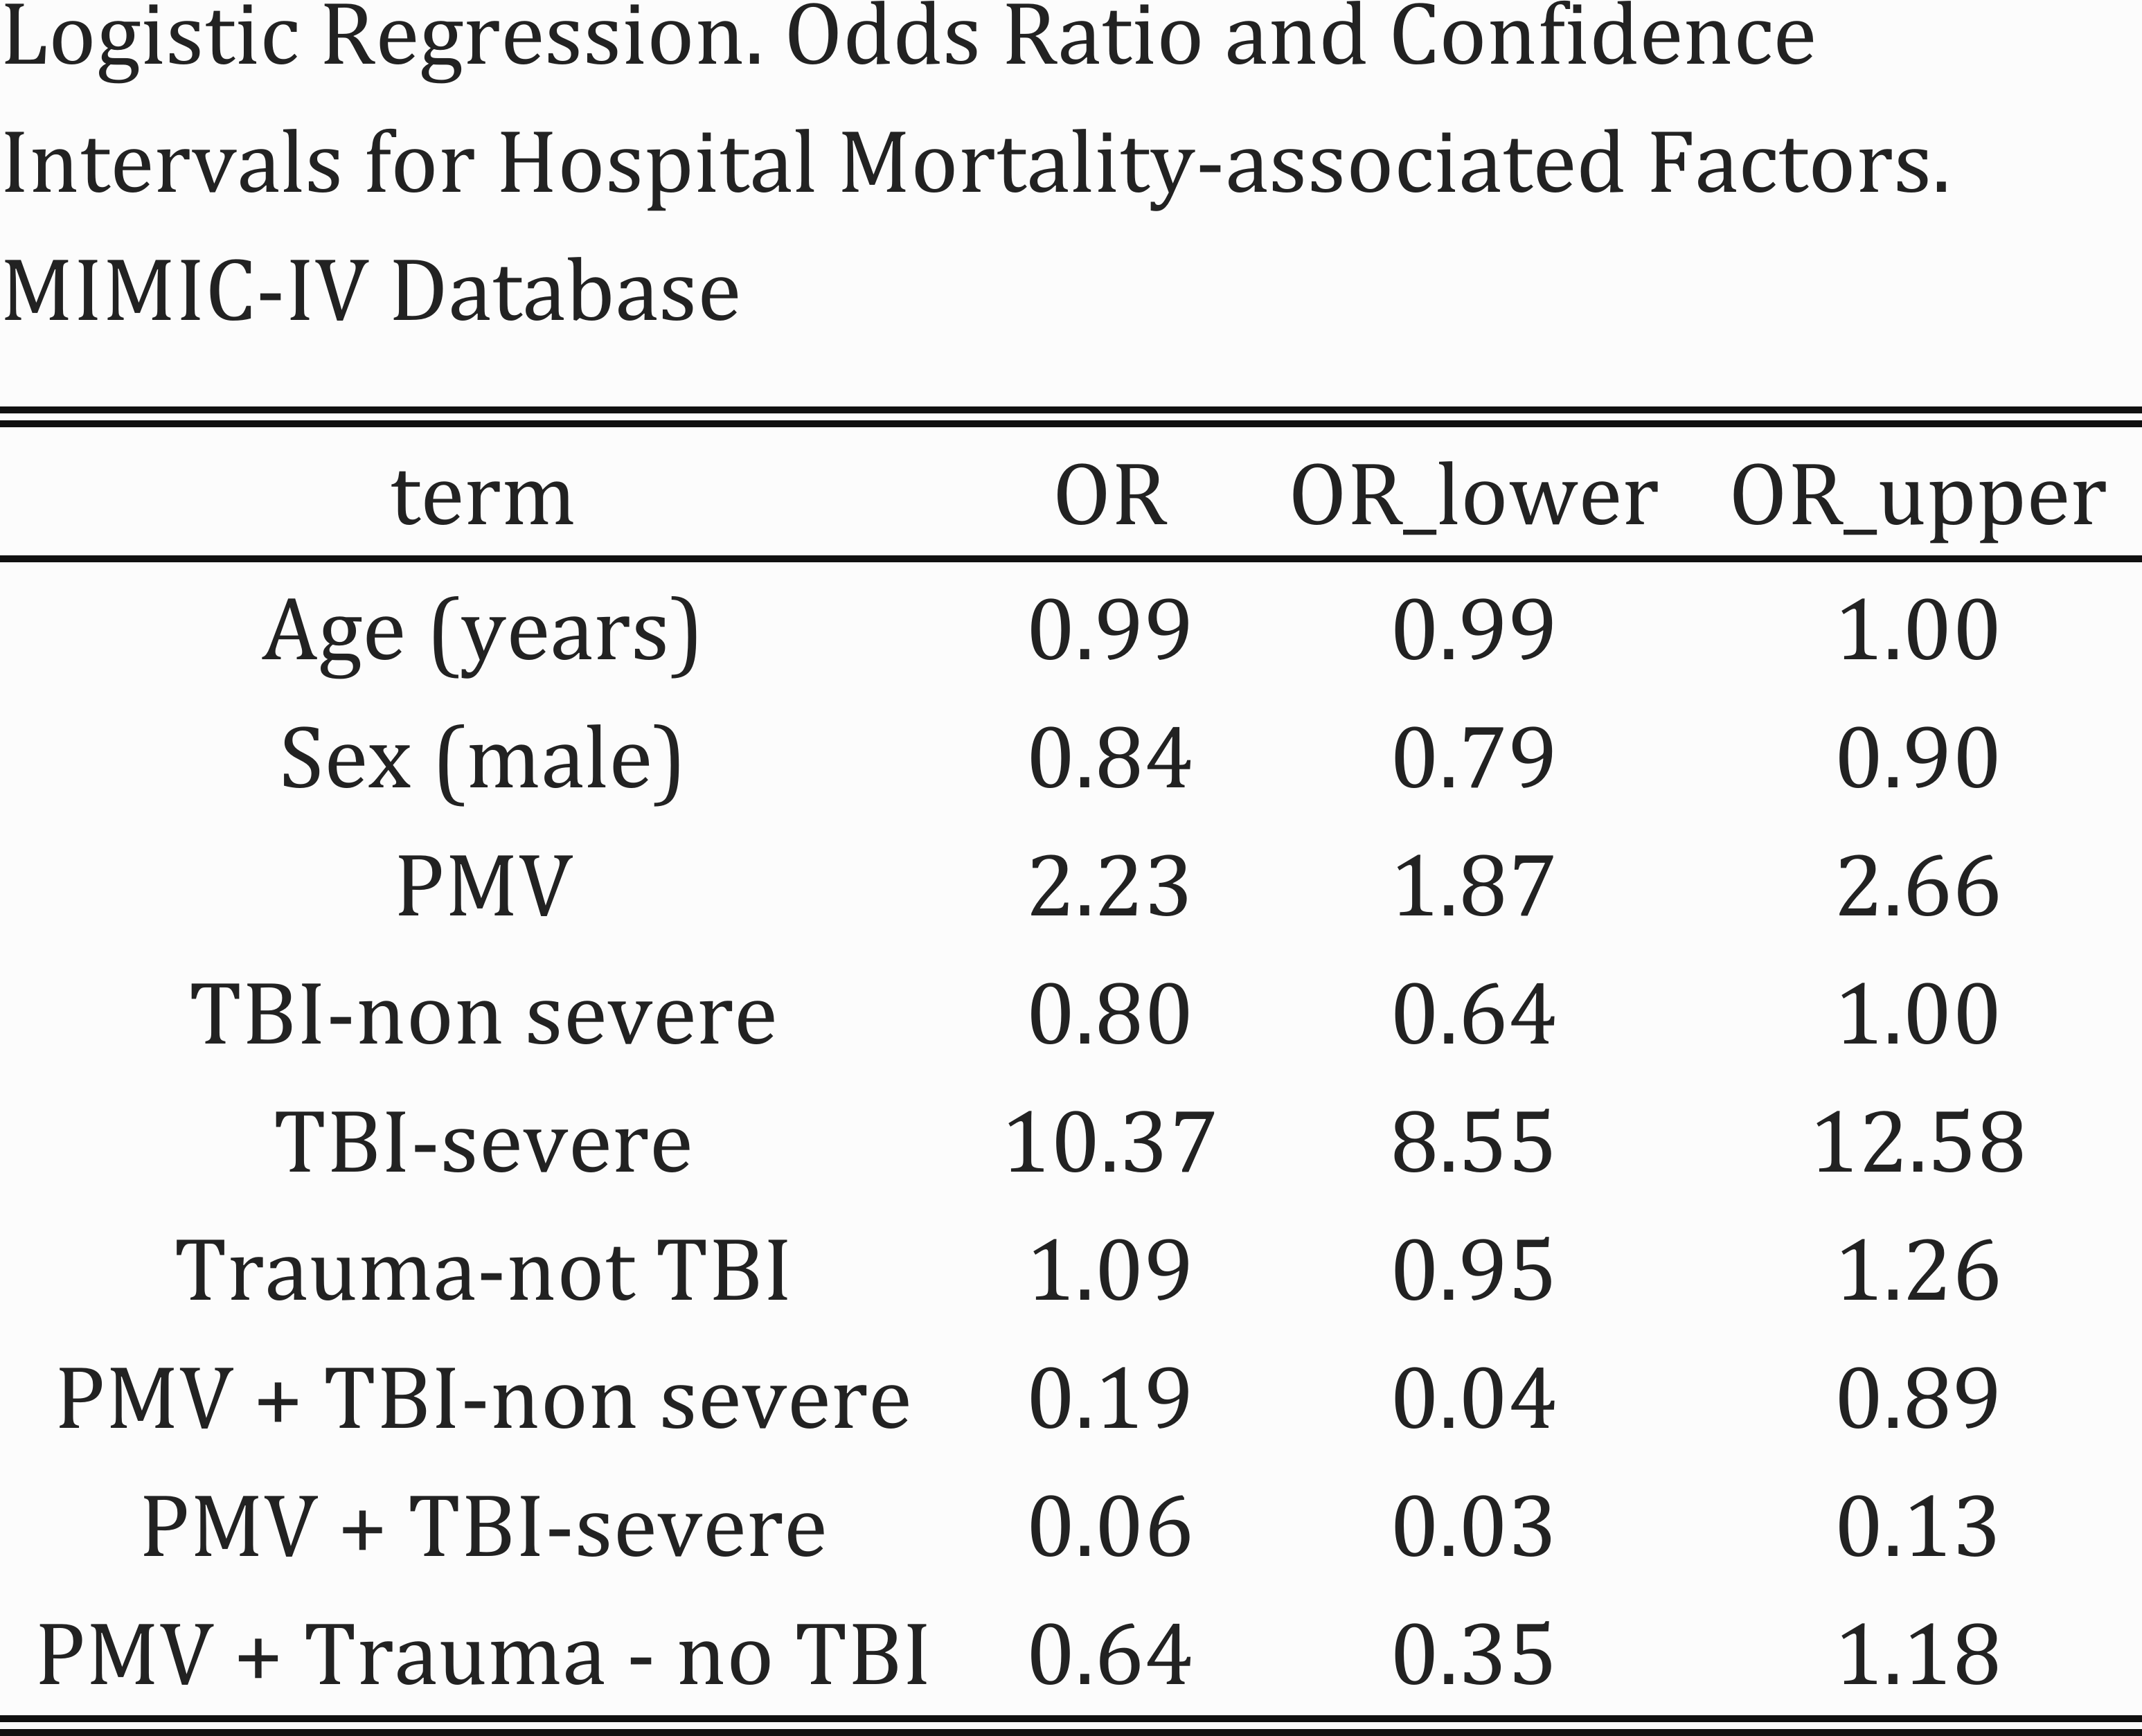 Logistic Regression. Odds Ratio and Confidence
Intervals for Hospital Mortality-associated Factors.
MIMIC-IV Database
term OR OR_lower OR_upper
Age (years) 0.99 0.99 1.00
Sex (male) 0.84 0.79 0.90
PMV 2.23 1.87 2.66
TBI-non severe 0.80 0.64 1.00
TBI-severe 10.37 8.55 12.58
Trauma-not TBI 1.09 0.95 1.26
PMV + TBI-non severe 0.19 0.04 0.89
PMV + TBI-severe 0.06 0.03 0.13
PMV + Trauma - no TBI 0.64 0.35 1.18